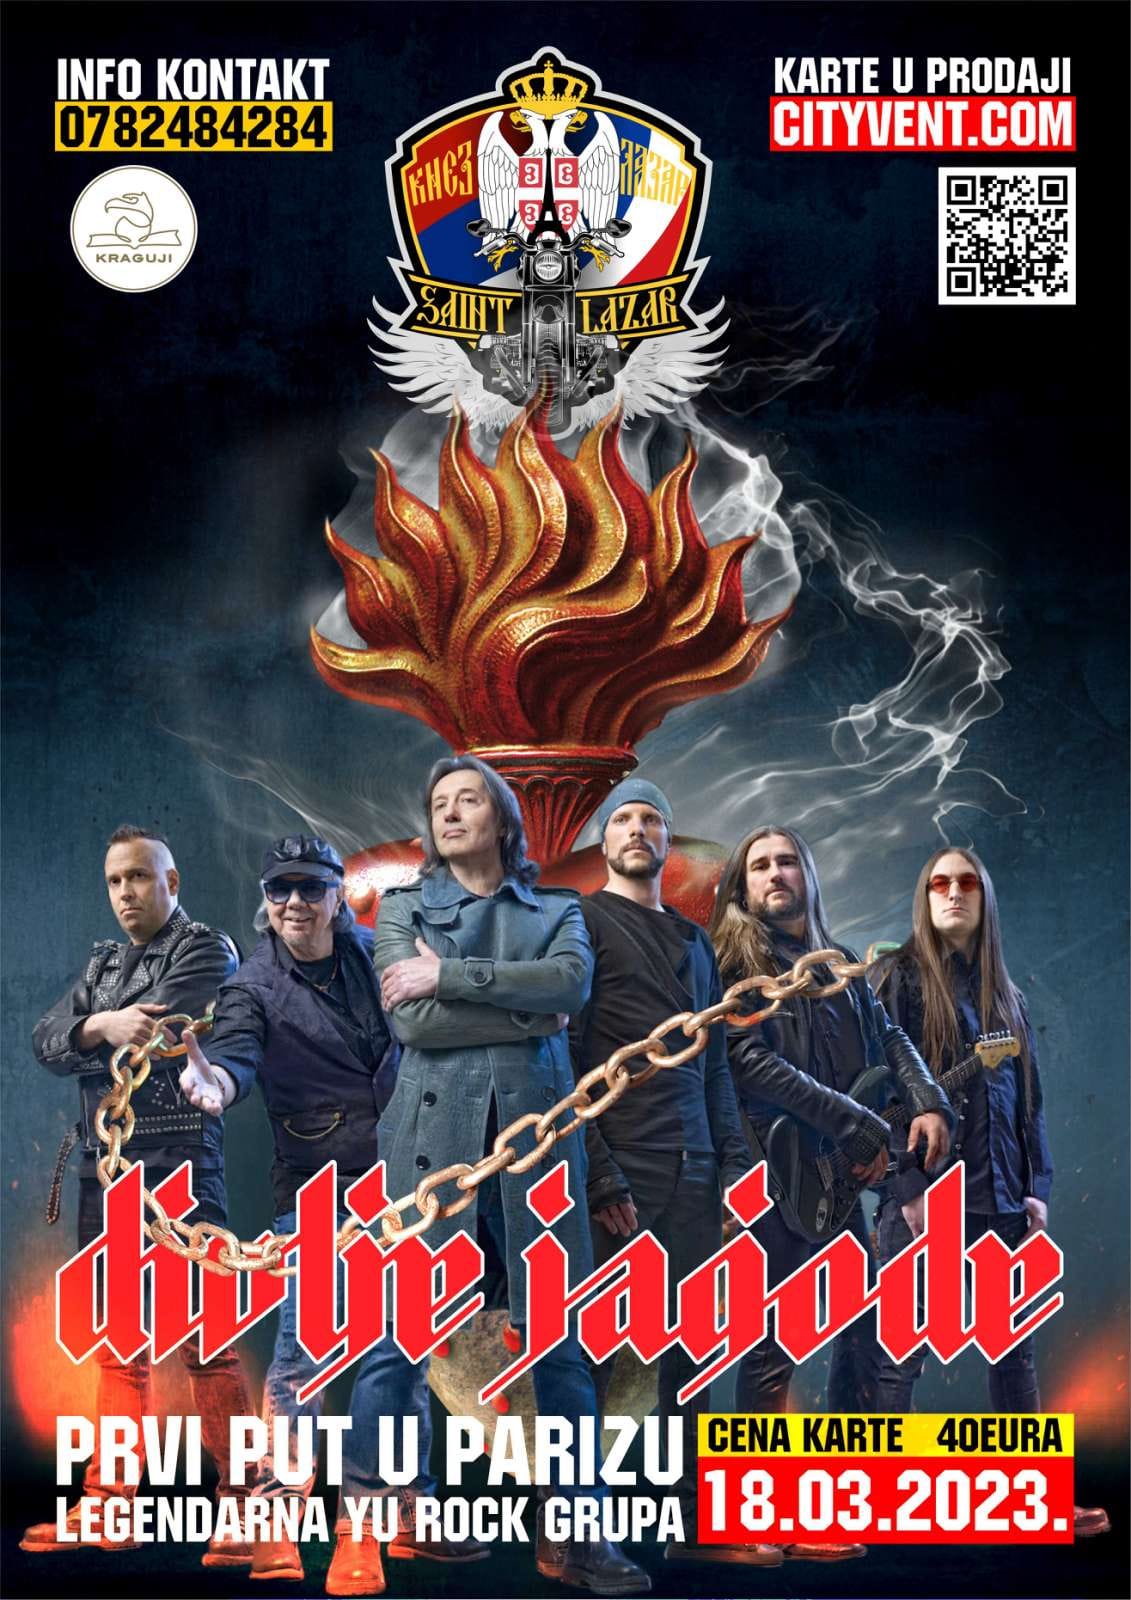 INFO KONTAKT
0782484284
KRAGUJI
КНЕЗ ЛАЗАР
SAINT LAZAR
KARTE U PRODAJI
CITYVENT.COM
divlje jagode
PRVI PUT U PARIZU
LEGENDARNA YU ROCK GRUPA
CENA KARTE 40EURA
18.03.2023.